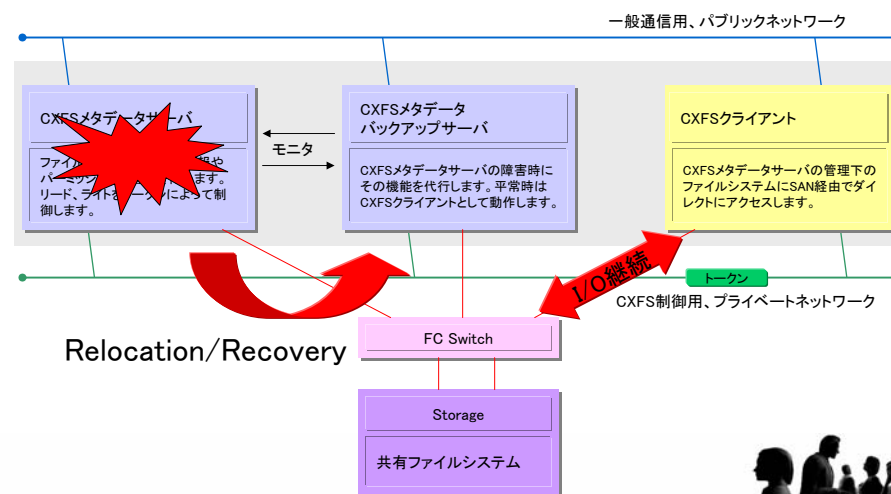 一般通信用、パブリックネットワーク
CXFSメタデータサーバ
ファイル
報や
パーミッシ
ます。
リード、ライトを
によって制
御します。
モニタ
CXFSメタデータ
バックアップサーバ
CXFSメタデータサーバの障害時に
その機能を代行します。平常時は
CXFSクライアントとして動作します。
CXFSクライアント
CXFSメタデータサーバの管理下の
ファイルシステムにSAN経由でダイ
レクトにアクセスします。
I/O継続
トークン
CXFS制御用、プライベートネットワーク
Relocation/Recovery
FC Switch
Storage
共有ファイルシステム